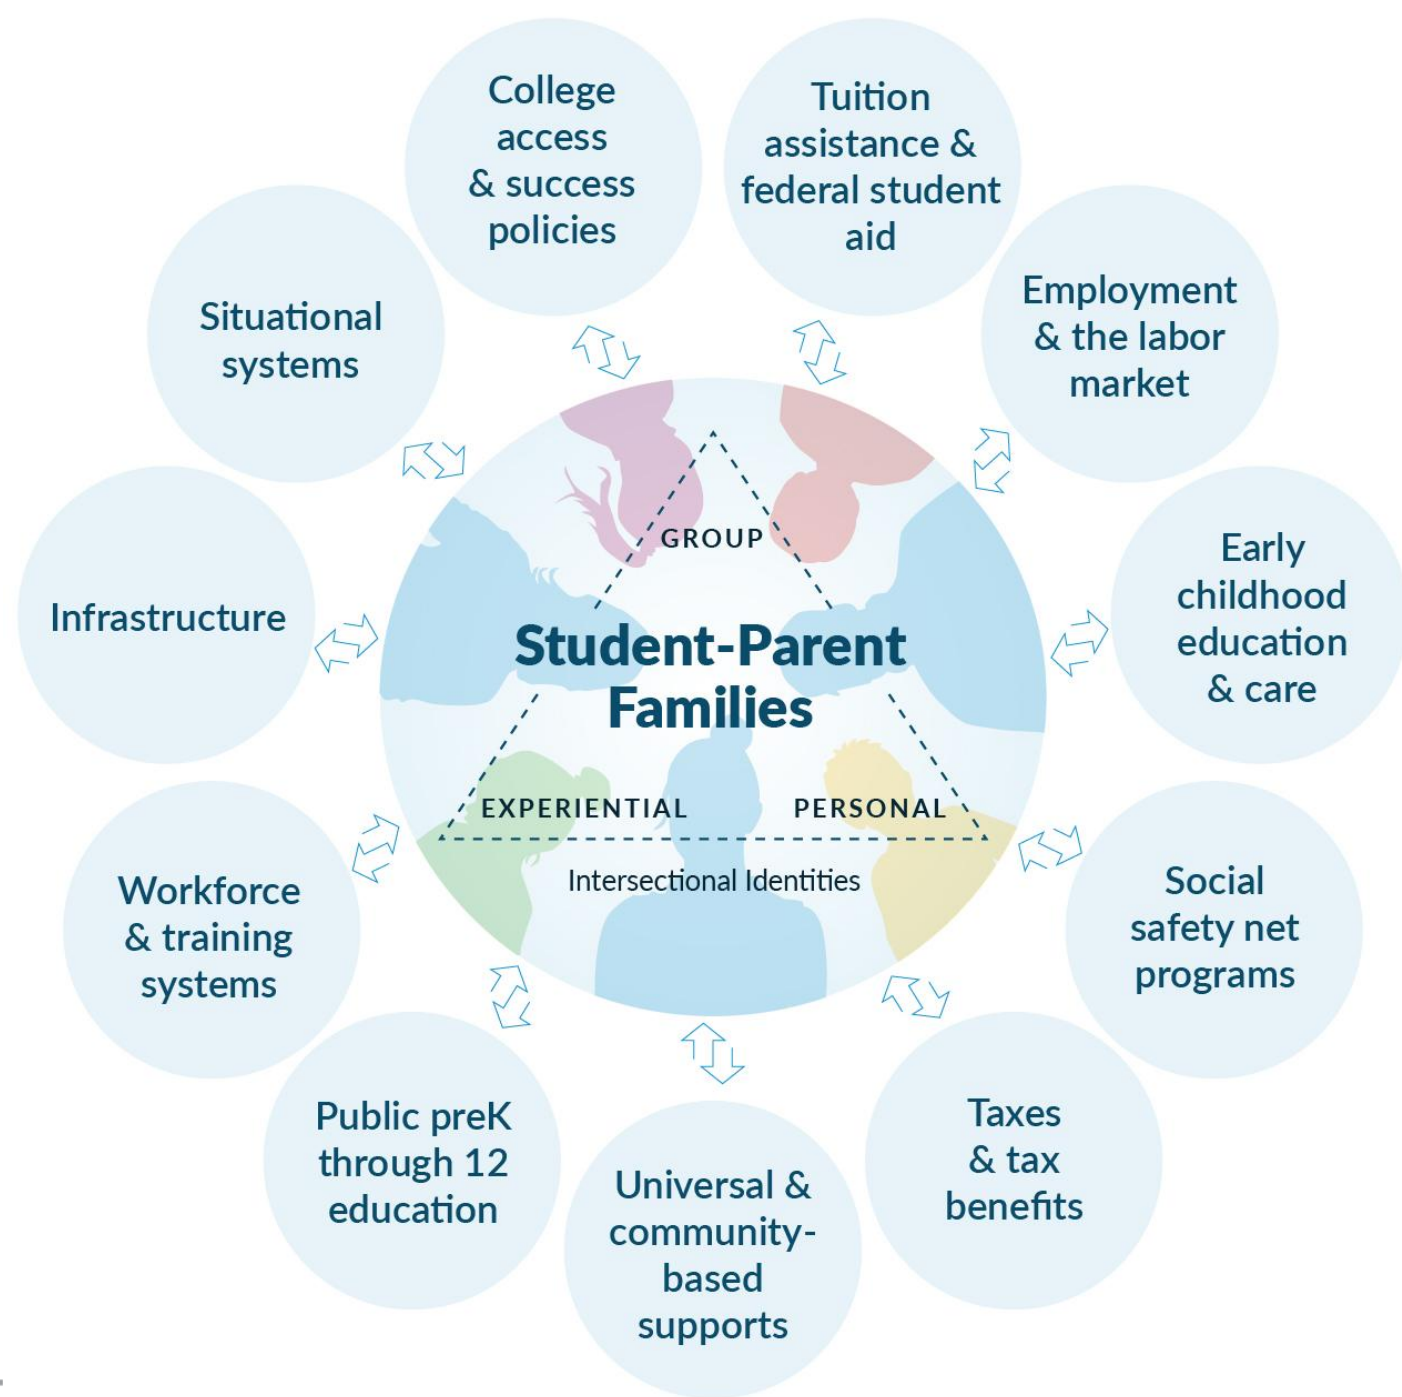 College
access
& success
policies
Tuition
assistance &
federal student
aid
Employment
& the labor
market
Early
childhood
education
& care
Social
safety net
programs
Taxes
& tax
benefits
Universal &
community-
based
supports
Public preK
through 12
education
Workforce
& training
systems
Infrastructure
Situational
systems
GROUP
Student-Parent
Families
EXPERIENTIAL
PERSONAL
Intersectional Identities